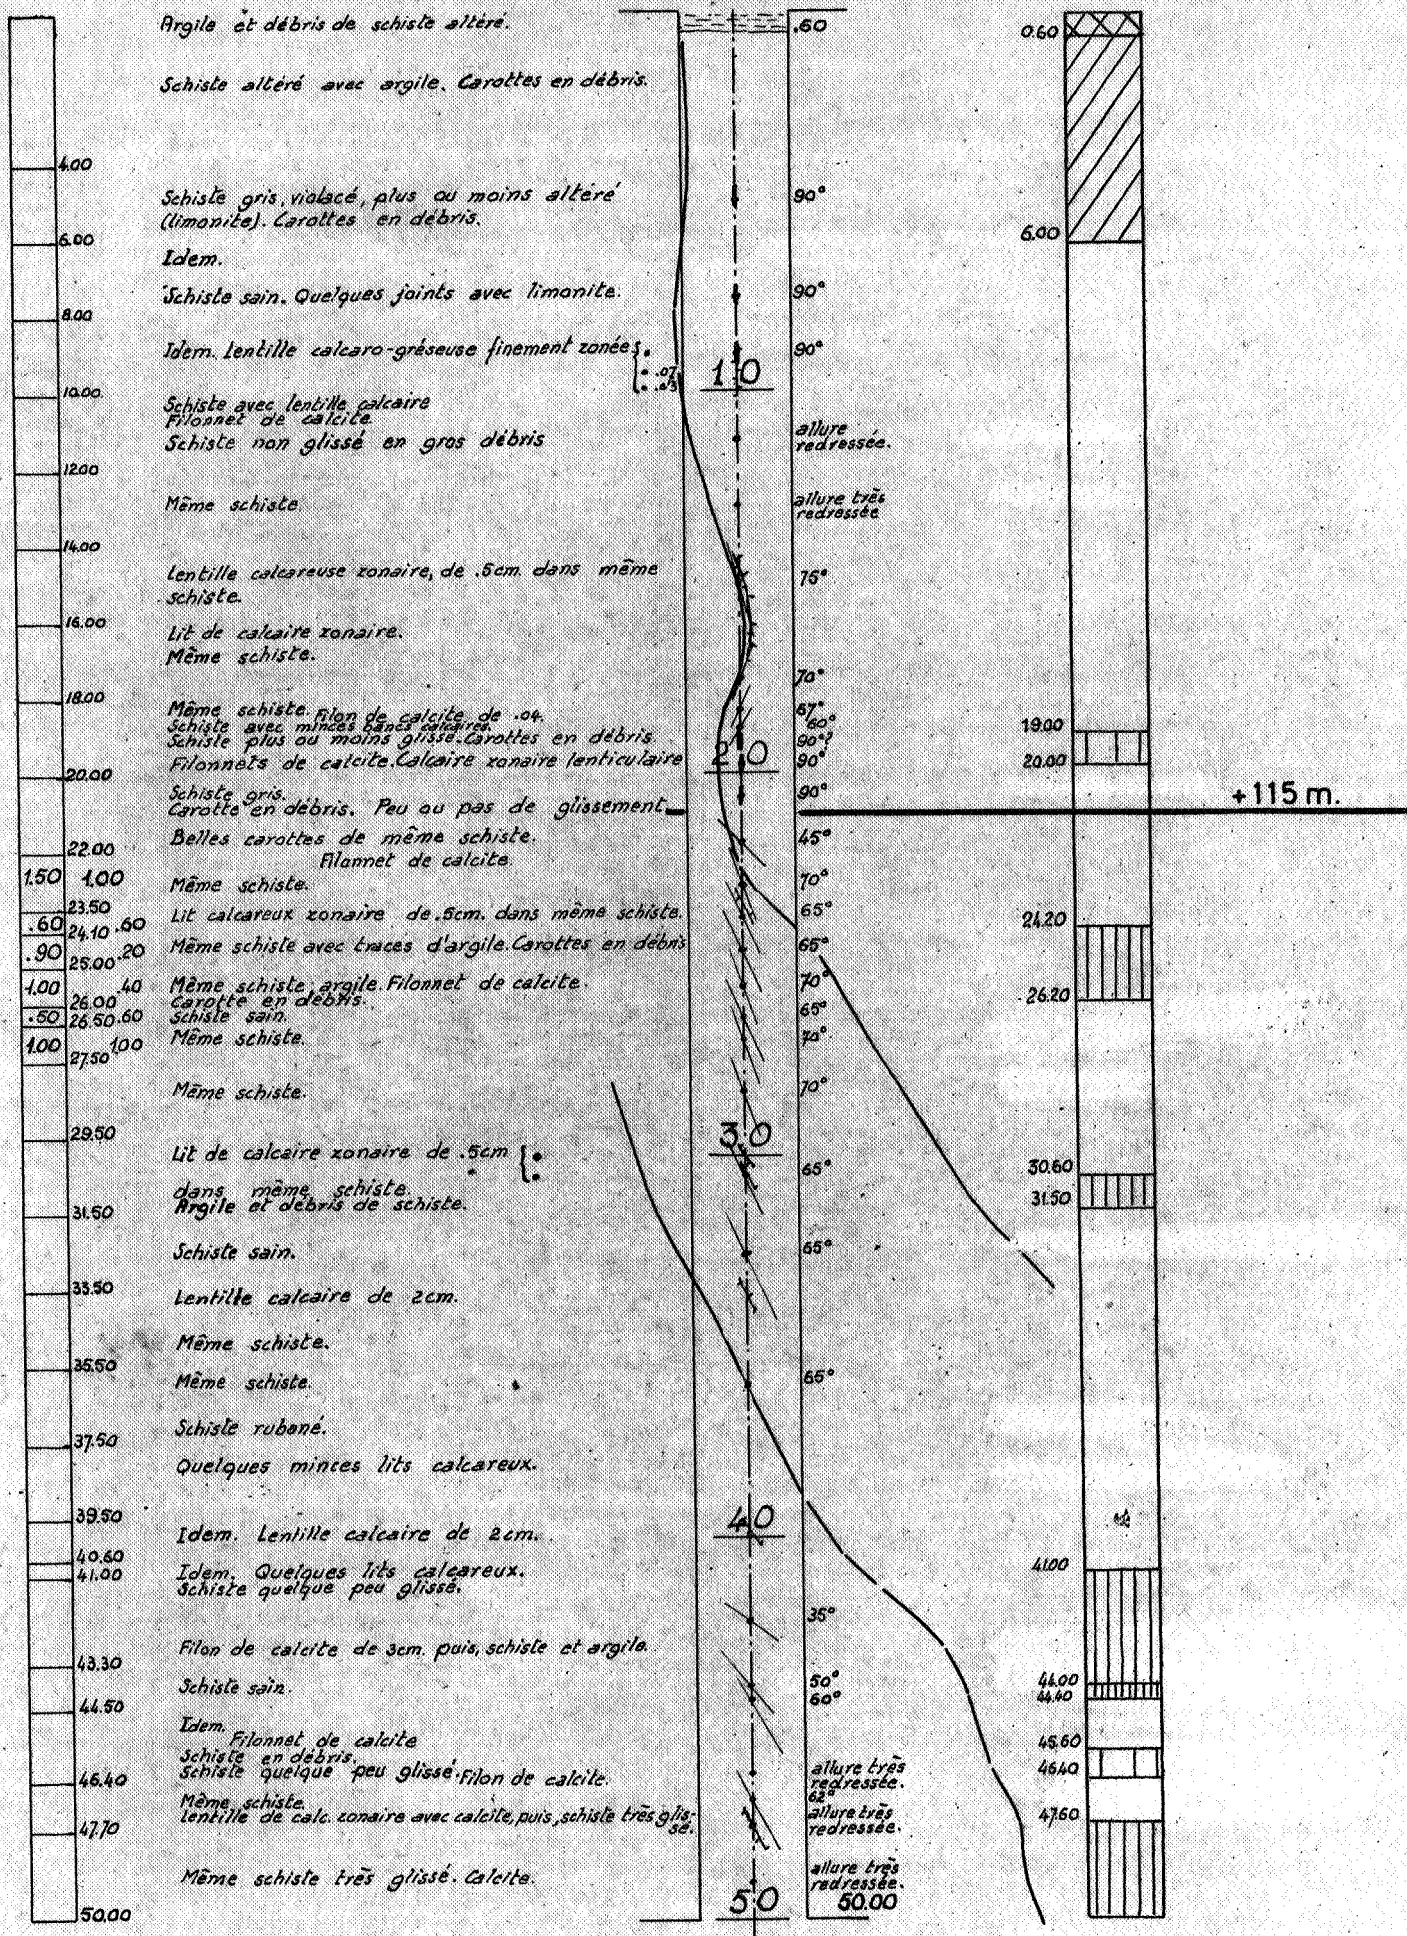 Argile et débris de schiste altéré.
.60
0.60
Schiste altéré avec argile. Carottes en débris.
4.00
Schiste gris, violacé, plus ou moins altéré
(limonite). Carottes en débris.
90°
6.00
6.00
Idem.
Schiste sain. Quelques joints avec limonite.
90°
8.00
Idem. lentille calcaro-gréseuse finement zonées
.07
90°
10
10.00
Schiste avec lentille calcaire
Filonnet de calcite
Schiste non glissé en gros débris
allure
redressée.
12.00
Même schiste
allure très
redressée
14.00
lentille calcareuse zonaire, de .5cm. dans même
schiste.
75°
16.00
Lit de calcaire zonaire.
Même schiste.
70°
18.00
Même schiste. Filon de calcite de .04.
67°
Schiste avec minces bancs calcaires.
60°
19.00
Schiste plus ou moins glissé. Carottes en débris
90°?
20
Filonnets de calcite. Calcaire zonaire lenticulaire
90°
20.00
20.00
Schiste gris.
90°
Carotte en débris. Peu ou pas de glissement.
+115 m.
Belles carottes de même schiste.
45°
22.00
Filonnet de calcite.
1.50 1.00
Même schiste.
70°
23.50
Lit calcareux zonaire de .5cm. dans même schiste.
65°
24.20
.60 24.10 .60
.90 25.00 .20
Même schiste avec traces d'argile. Carottes en débris
65°
1.00 .40
Même schiste argile. Filonnet de calcite.
70°
26.00
Carotte en débris.
26.20
.50 26.50 .60
Schiste sain.
65°
1.00 1.00
Même schiste.
70°
27.50
Même schiste.
70°
29.50
30
Lit de calcaire zonaire de .5cm
65°
30.60
dans même schiste
Argile et débris de schiste.
31.50
31.50
Schiste sain.
65°
33.50
Lentille calcaire de 2cm.
Même schiste.
35.50
Même schiste.
65°
Schiste rubané.
37.50
Quelques minces lits calcareux.
39.50
40
Idem. Lentille calcaire de 2cm.
40.60
41.00
Idem. Quelques lits calcareux.
41.00
Schiste quelque peu glissé.
35°
Filon de calcite de 3cm. puis, schiste et argile.
43.30
Schiste sain.
50°
60°
44.00
44.40
44.50
Idem.
Filonnet de calcite
45.60
Schiste en débris.
Schiste quelque peu glissé. Filon de calcite.
allure très
redressée.
46.40
46.40
Même schiste.
62°
lentille de calc. zonaire avec calcite, puis, schiste très glis-
sé.
allure très
redressée.
47.60
47.70
Même schiste très glissé. Calcite.
allure très
redressée.
50
50.00
50.00